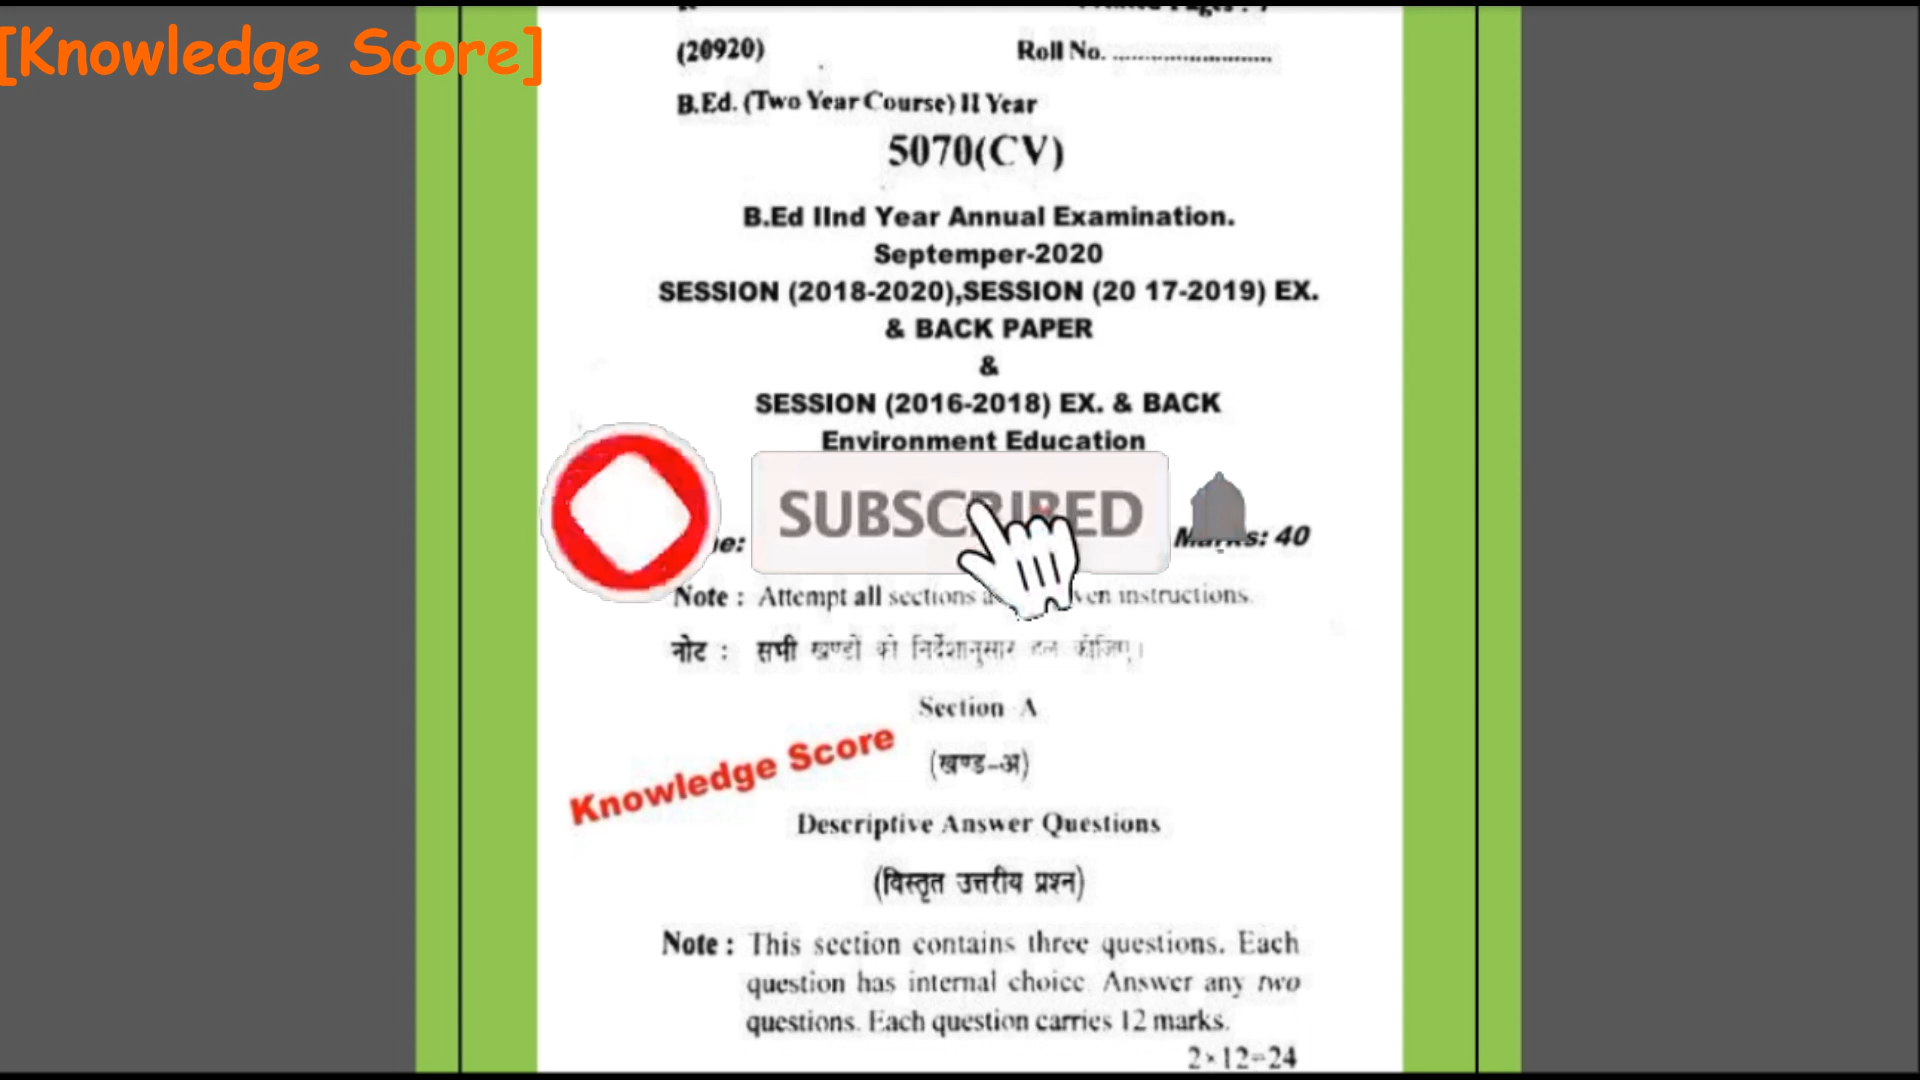 [Knowledge Score]
(20920)
Roll No. ............................
B.Ed. (Two Year Course) II Year
5070(CV)
B.Ed IInd Year Annual Examination.
Septemper-2020
SESSION (2018-2020),SESSION (20 17-2019) EX.
& BACK PAPER
&
SESSION (2016-2018) EX. & BACK
Environment Education
SUBSCRIBED
Marks: 40
Note : Attempt all sections instructions.
नोट : सभी खण्डों को निर्देशानुसार हल कीजिए।
Section A
(खण्ड-अ)
Knowledge Score
Descriptive Answer Questions
(विस्तृत उत्तरीय प्रश्न)
Note : This section contains three questions. Each
question has internal choice. Answer any two
questions. Each question carries 12 marks.
2×12=24